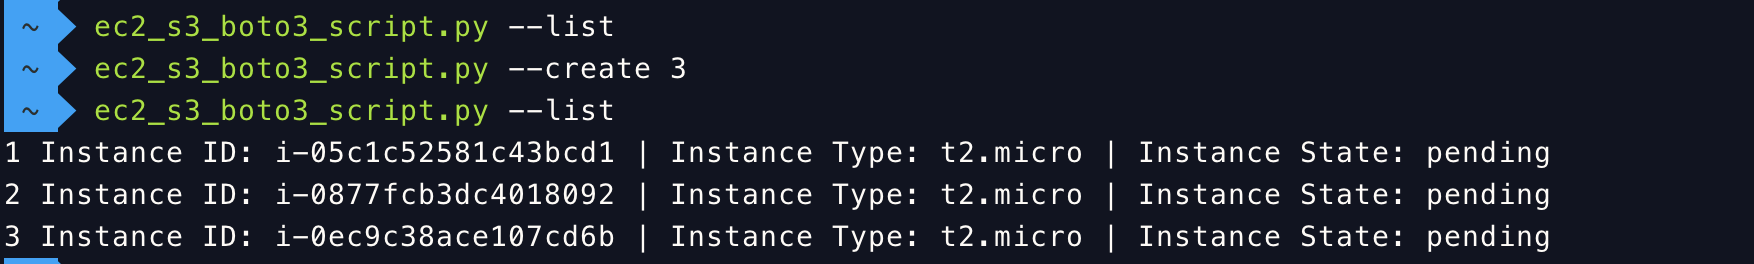 ~ ec2_s3_boto3_script.py --list
~ ec2_s3_boto3_script.py --create 3
~ ec2_s3_boto3_script.py --list
1 Instance ID: i-05c1c52581c43bcd1 | Instance Type: t2.micro | Instance State: pending
2 Instance ID: i-0877fcb3dc4018092 | Instance Type: t2.micro | Instance State: pending
3 Instance ID: i-0ec9c38ace107cd6b | Instance Type: t2.micro | Instance State: pending